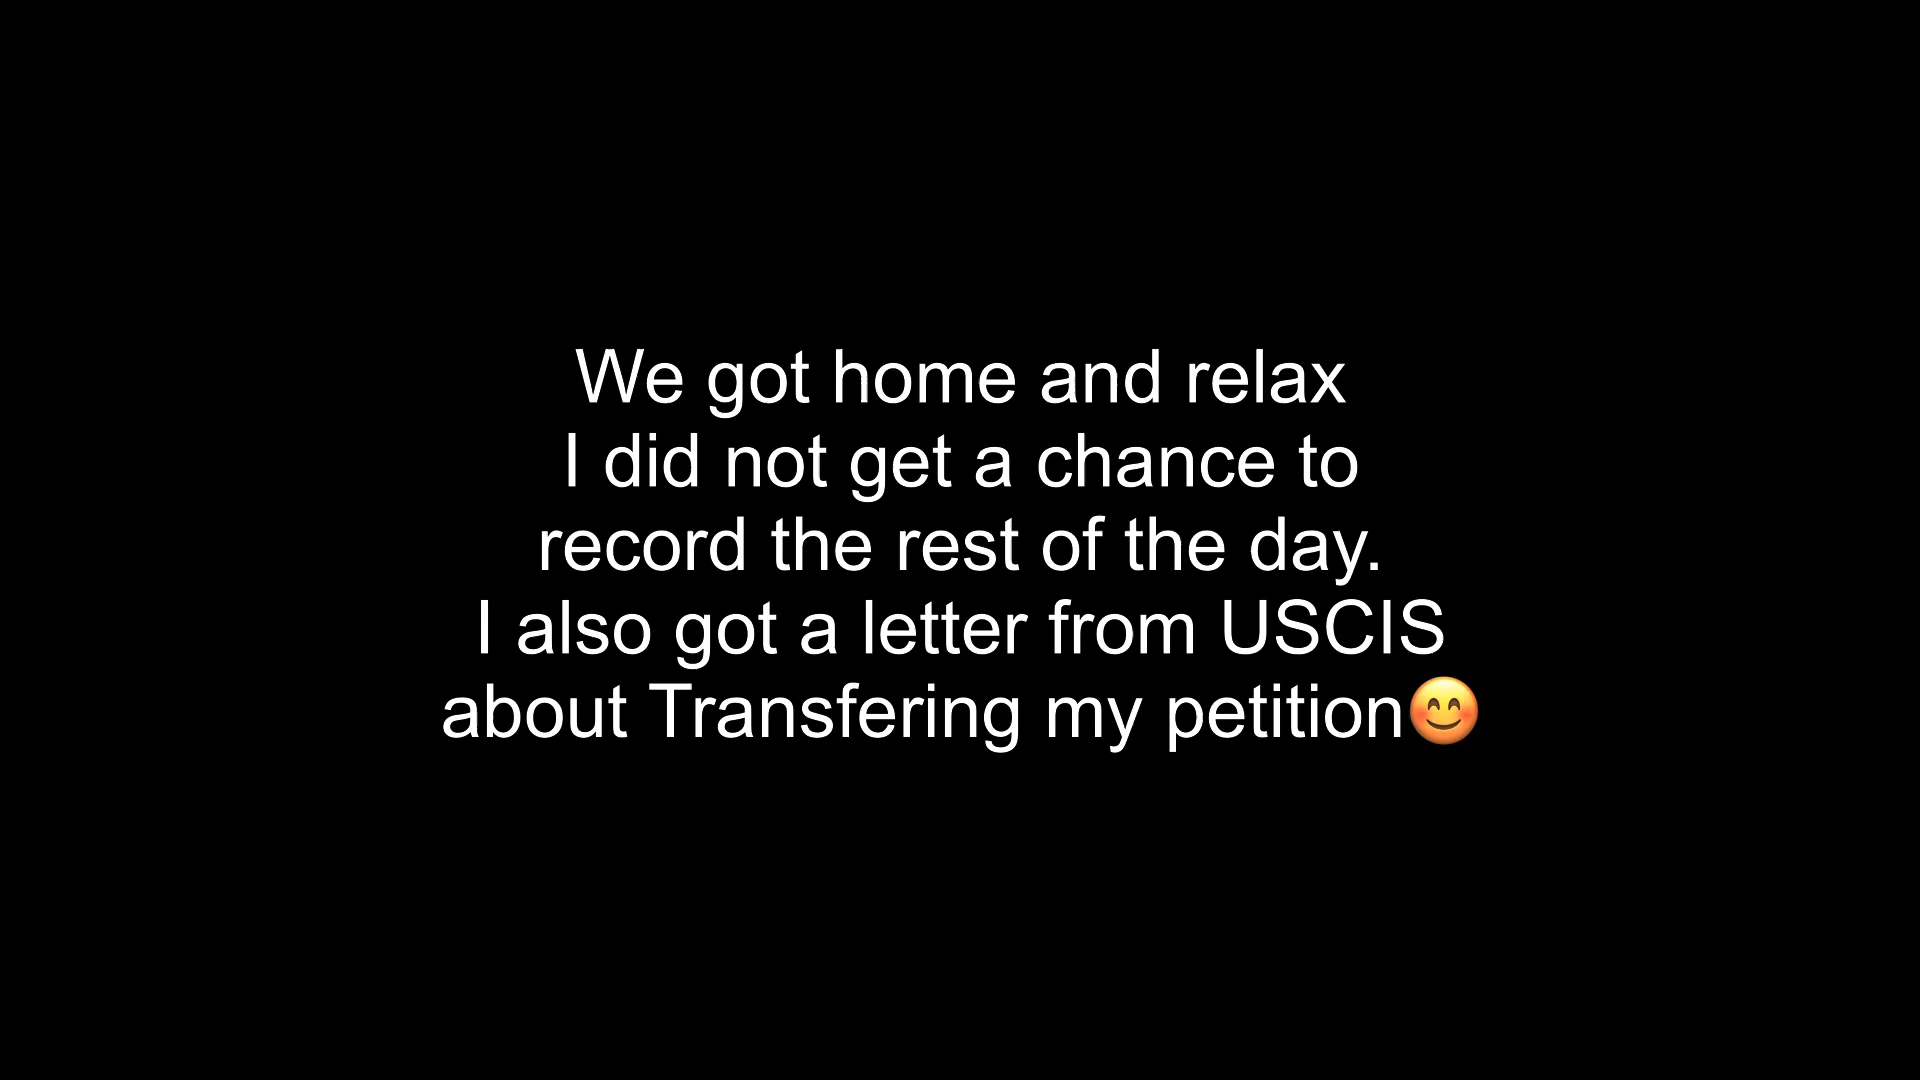 We got home and relax
I did not get a chance to
record the rest of the day.
I also got a letter from USCIS
about Transfering my petition😊